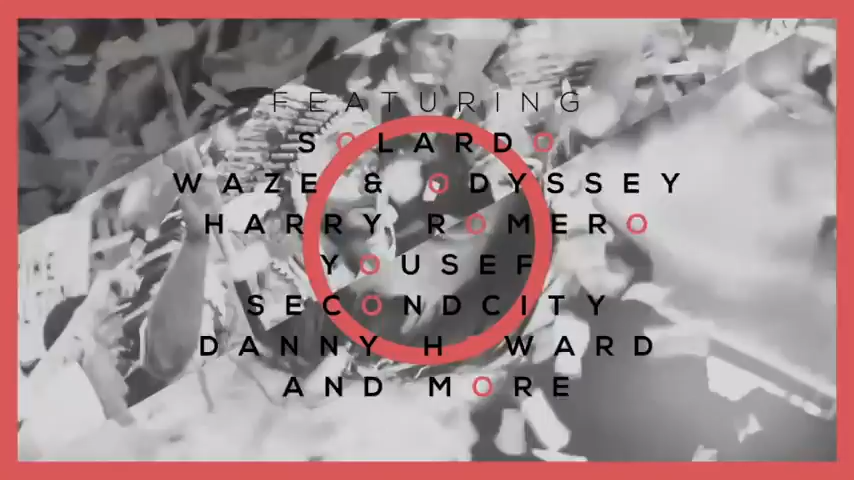 FEATURING
SOLARDO
WAZE & ODYSSEY
HARRY ROMERO
YOUSEF
SECONDCITY
DANNY HOWARD
AND MORE